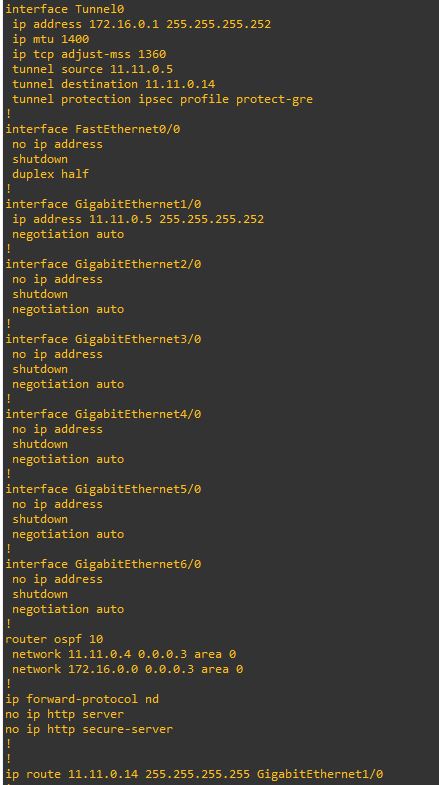 interface Tunnel0
 ip address 172.16.0.1 255.255.255.252
 ip mtu 1400
 ip tcp adjust-mss 1360
 tunnel source 11.11.0.5
 tunnel destination 11.11.0.14
 tunnel protection ipsec profile protect-gre
!
interface FastEthernet0/0
 no ip address
 shutdown
 duplex half
!
interface GigabitEthernet1/0
 ip address 11.11.0.5 255.255.255.252
 negotiation auto
!
interface GigabitEthernet2/0
 no ip address
 shutdown
 negotiation auto
!
interface GigabitEthernet3/0
 no ip address
 shutdown
 negotiation auto
!
interface GigabitEthernet4/0
 no ip address
 shutdown
 negotiation auto
!
interface GigabitEthernet5/0
 no ip address
 shutdown
 negotiation auto
!
interface GigabitEthernet6/0
 no ip address
 shutdown
 negotiation auto
!
router ospf 10
 network 11.11.0.4 0.0.0.3 area 0
 network 172.16.0.0 0.0.0.3 area 0
!
ip forward-protocol nd
no ip http server
no ip http secure-server
!
!
ip route 11.11.0.14 255.255.255.255 GigabitEthernet1/0